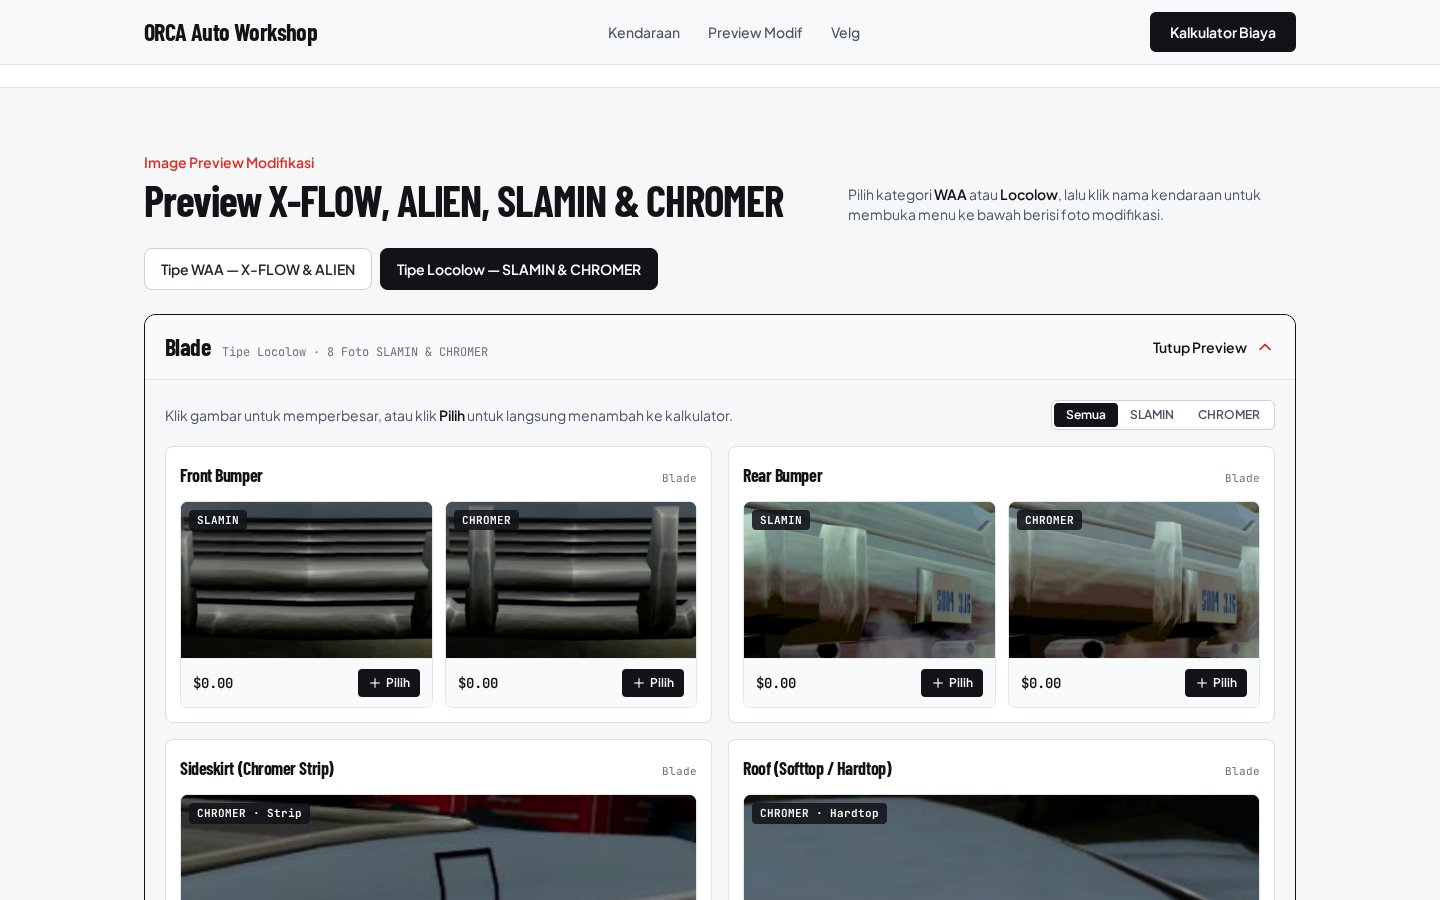 ORCA Auto Workshop
Kendaraan
Preview Modif
Velg
Kalkulator Biaya
Image Preview Modifikasi
Preview X-FLOW, ALIEN, SLAMIN & CHROMER
Pilih kategori WAA atau Locolow, lalu klik nama kendaraan untuk
membuka menu ke bawah berisi foto modifikasi.
Tipe WAA — X-FLOW & ALIEN
Tipe Locolow — SLAMIN & CHROMER
Blade
Tipe Locolow · 8 Foto SLAMIN & CHROMER
Tutup Preview
Klik gambar untuk memperbesar, atau klik Pilih untuk langsung menambah ke kalkulator.
Semua
SLAMIN
CHROMER
Front Bumper
Blade
SLAMIN
CHROMER
$0.00
+ Pilih
$0.00
+ Pilih
Rear Bumper
Blade
SLAMIN
CHROMER
$0.00
+ Pilih
$0.00
+ Pilih
Sideskirt (Chromer Strip)
Blade
CHROMER · Strip
Roof (Softtop / Hardtop)
Blade
CHROMER · Hardtop